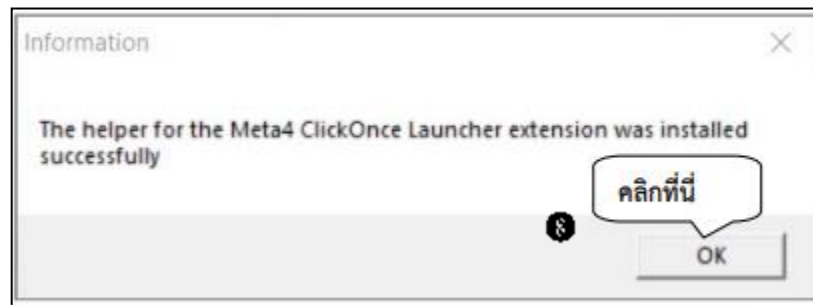 Information
The helper for the Meta4 ClickOnce Launcher extension was installed
successfully
คลิกที่นี่
8
OK